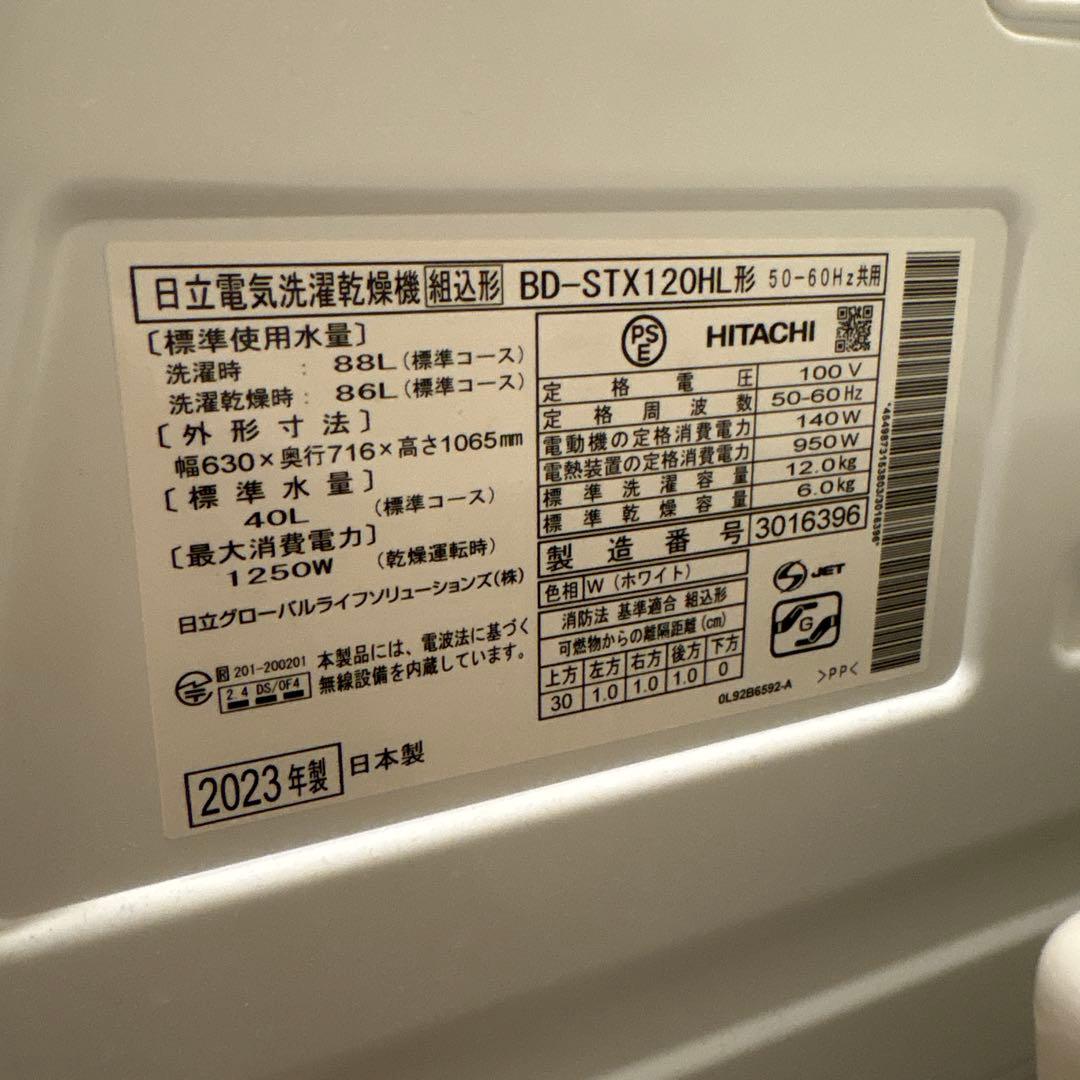 日立電気洗濯乾燥機 組込形 BD-STX120HL形 50-60Hz共用
〔標準使用水量〕
洗濯時 : 88L(標準コース)
洗濯乾燥時: 86L(標準コース)
〔外形寸法〕
幅630×奥行716×高さ1065mm
〔標準水量〕
40L (標準コース)
〔最大消費電力〕
1250W (乾燥運転時)
日立グローバルライフソリューションズ(株)
201-200201
2.4 DS/OF4
本製品には、電波法に基づく
無線設備を内蔵しています。
2023年製 日本製
PSE HITACHI
定格電圧 100V
定格周波数 50-60Hz
電動機の定格消費電力 140W
電熱装置の定格消費電力 950W
標準洗濯容量 12.0kg
標準乾燥容量 6.0kg
製造番号 3016396
色相 W(ホワイト)
消防法 基準適合 組込形
可燃物からの離隔距離(cm)
上方 左方 右方 後方 下方
30 1.0 1.0 1.0 0
S JET
G
0L92B6592-A >PP<